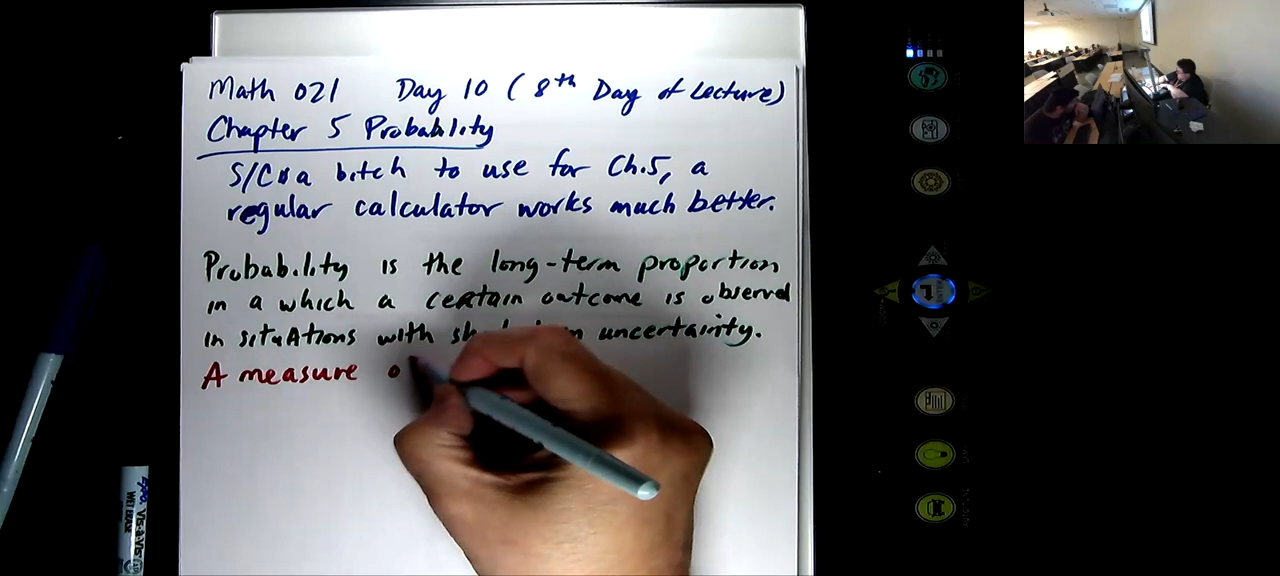 Math 021 Day 10 (8th Day of Lecture)
Chapter 5 Probability
S/C is a bitch to use for Ch.5, a
regular calculator works much better.
Probability is the long-term proportion
in a which a certain outcome is observed
in situAtions with uncertainity.
A measure